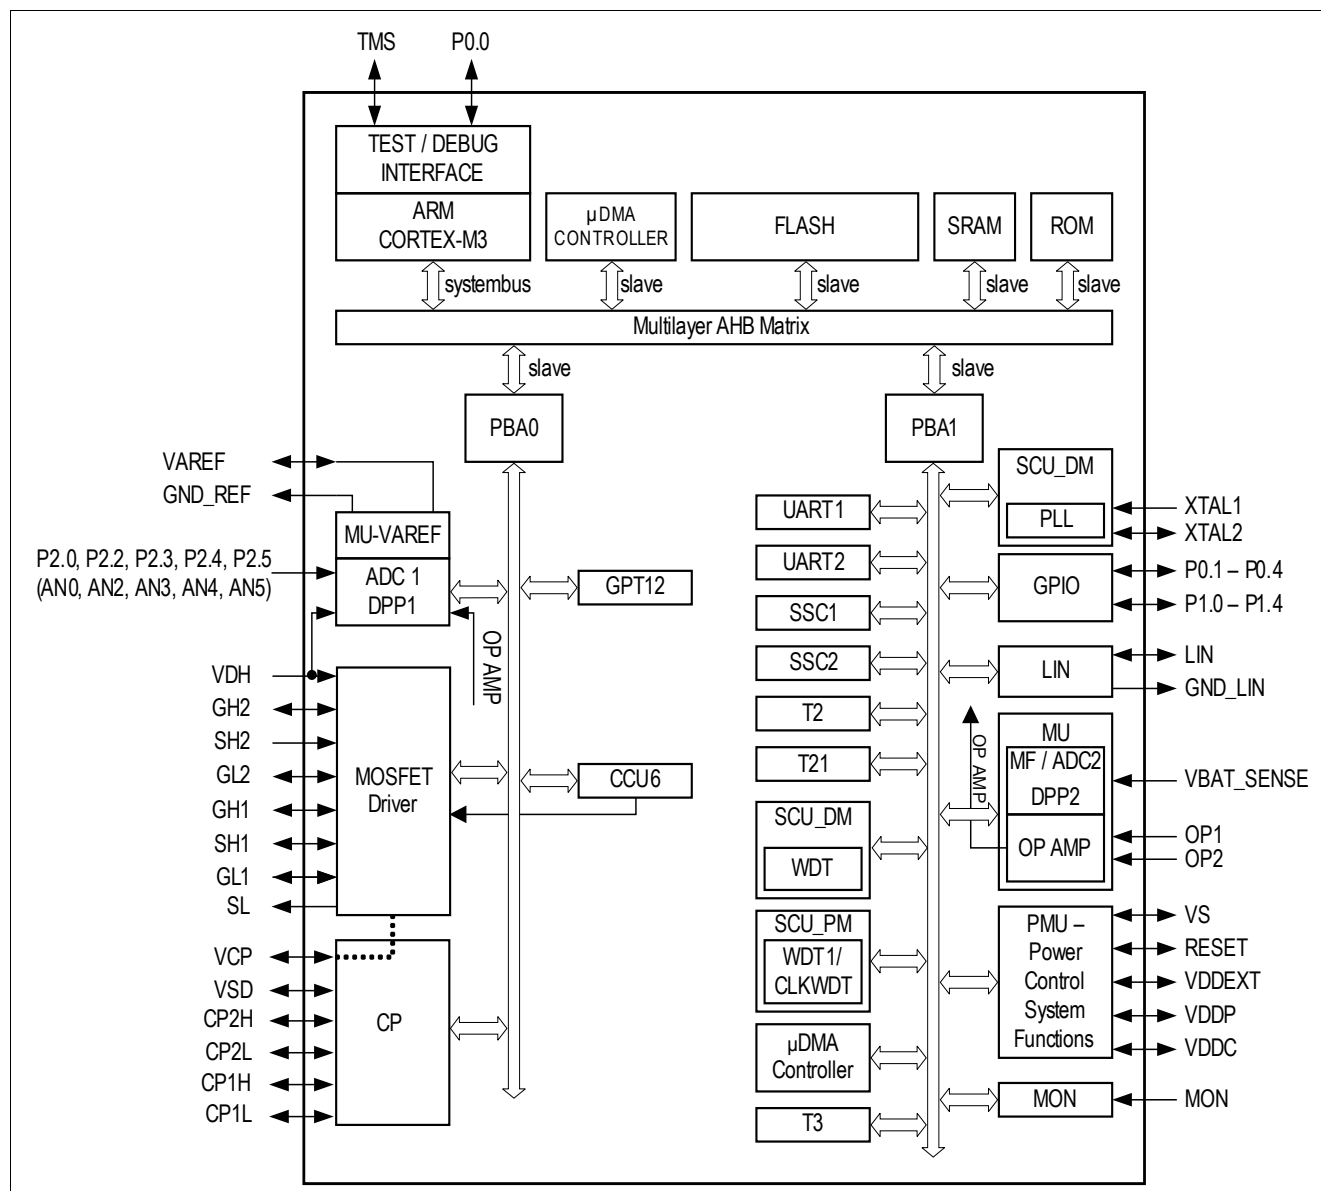 TMS
P0.0
TEST / DEBUG
INTERFACE
ARM
CORTEX-M3
µDMA
CONTROLLER
FLASH
SRAM
ROM
systembus
slave
slave
slave
slave
Multilayer AHB Matrix
slave
slave
PBA0
PBA1
VAREF
GND_REF
MU-VAREF
P2.0, P2.2, P2.3, P2.4, P2.5
(AN0, AN2, AN3, AN4, AN5)
ADC 1
DPP1
GPT12
OP AMP
VDH
GH2
SH2
GL2
GH1
SH1
GL1
SL
MOSFET
Driver
CCU6
VCP
VSD
CP2H
CP2L
CP1H
CP1L
CP
UART1
UART2
SSC1
SSC2
T2
T21
SCU_DM
WDT
SCU_PM
WDT1/
CLKWDT
µDMA
Controller
T3
SCU_DM
PLL
XTAL1
XTAL2
GPIO
P0.1 – P0.4
P1.0 – P1.4
LIN
LIN
GND_LIN
OP AMP
MU
MF / ADC2
DPP2
OP AMP
VBAT_SENSE
OP1
OP2
PMU –
Power
Control
System
Functions
VS
RESET
VDDEXT
VDDP
VDDC
MON
MON